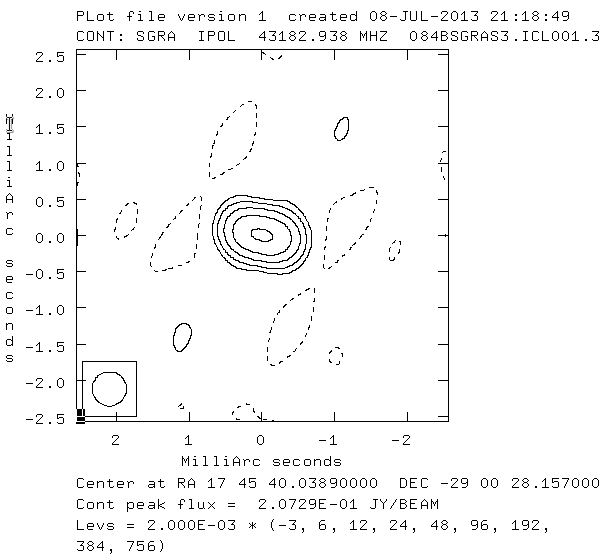 PLot file version 1 created 08-JUL-2013 21:18:49
CONT: SGRA IPOL 43182.938 MHZ 084BSGRAS3.ICL001.3
2.5
2.0
1.5
1.0
0.5
0.0
-0.5
-1.0
-1.5
-2.0
-2.5
MilliArc seconds
2 1 0 -1 -2
MilliArc seconds
Center at RA 17 45 40.03890000 DEC -29 00 28.157000
Cont peak flux = 2.0729E-01 JY/BEAM
Levs = 2.000E-03 * (-3, 6, 12, 24, 48, 96, 192,
384, 756)